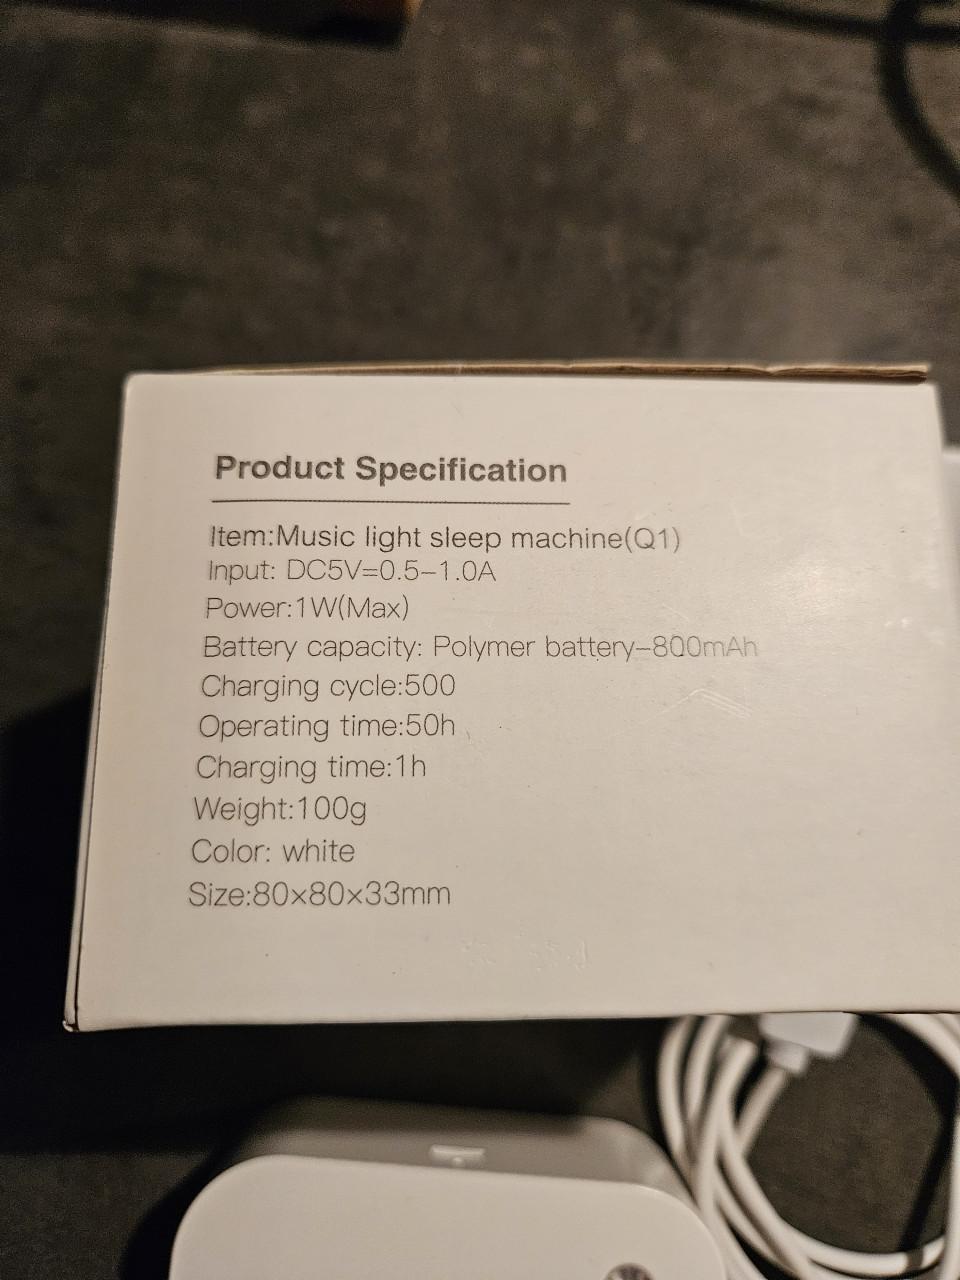 Product Specification
Item:Music light sleep machine(Q1)
Input: DC5V=0.5–1.0A
Power:1W(Max)
Battery capacity: Polymer battery–800mAh
Charging cycle:500
Operating time:50h
Charging time:1h
Weight:100g
Color: white
Size:80×80×33mm